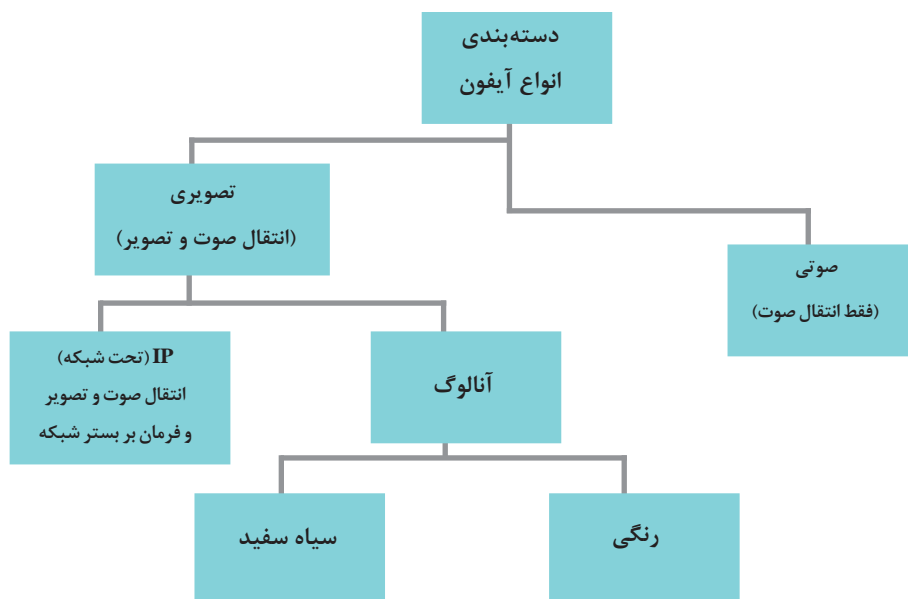 دسته‌بندی
انواع آیفون
تصویری
(انتقال صوت و تصویر)
صوتی
(فقط انتقال صوت)
IP (تحت شبکه)
انتقال صوت و تصویر
و فرمان بر بستر شبکه
آنالوگ
سیاه سفید
رنگی